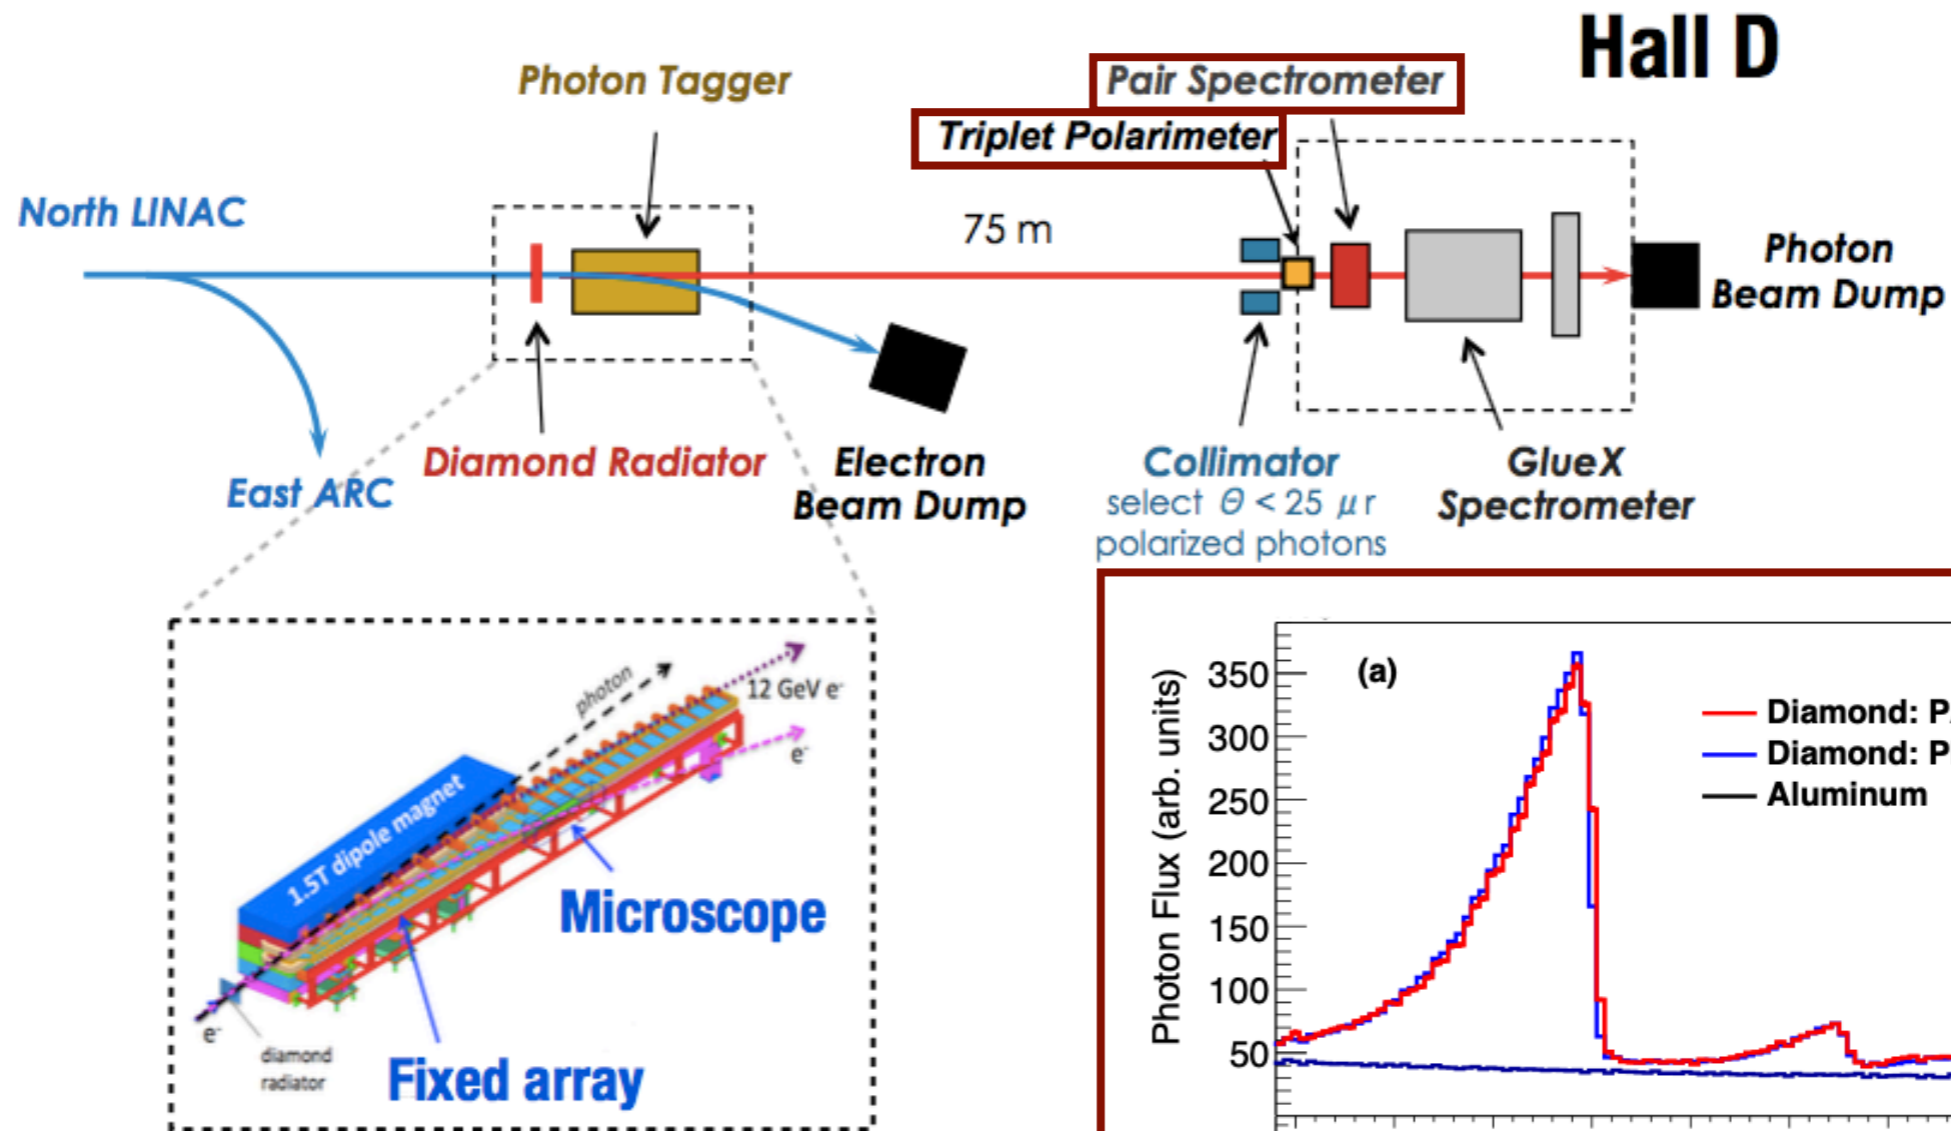 Hall D
Photon Tagger
Pair Spectrometer
Triplet Polarimeter
North LINAC
75 m
Photon
Beam Dump
East ARC
Diamond Radiator
Electron
Beam Dump
Collimator
select θ < 25 μr
polarized photons
GlueX
Spectrometer
photon
12 GeV e⁻
e⁻
1.5T dipole magnet
Microscope
e⁻
diamond
radiator
Fixed array
(a)
Photon Flux (arb. units)
350
300
250
200
150
100
50
Diamond: P
Diamond: P
Aluminum